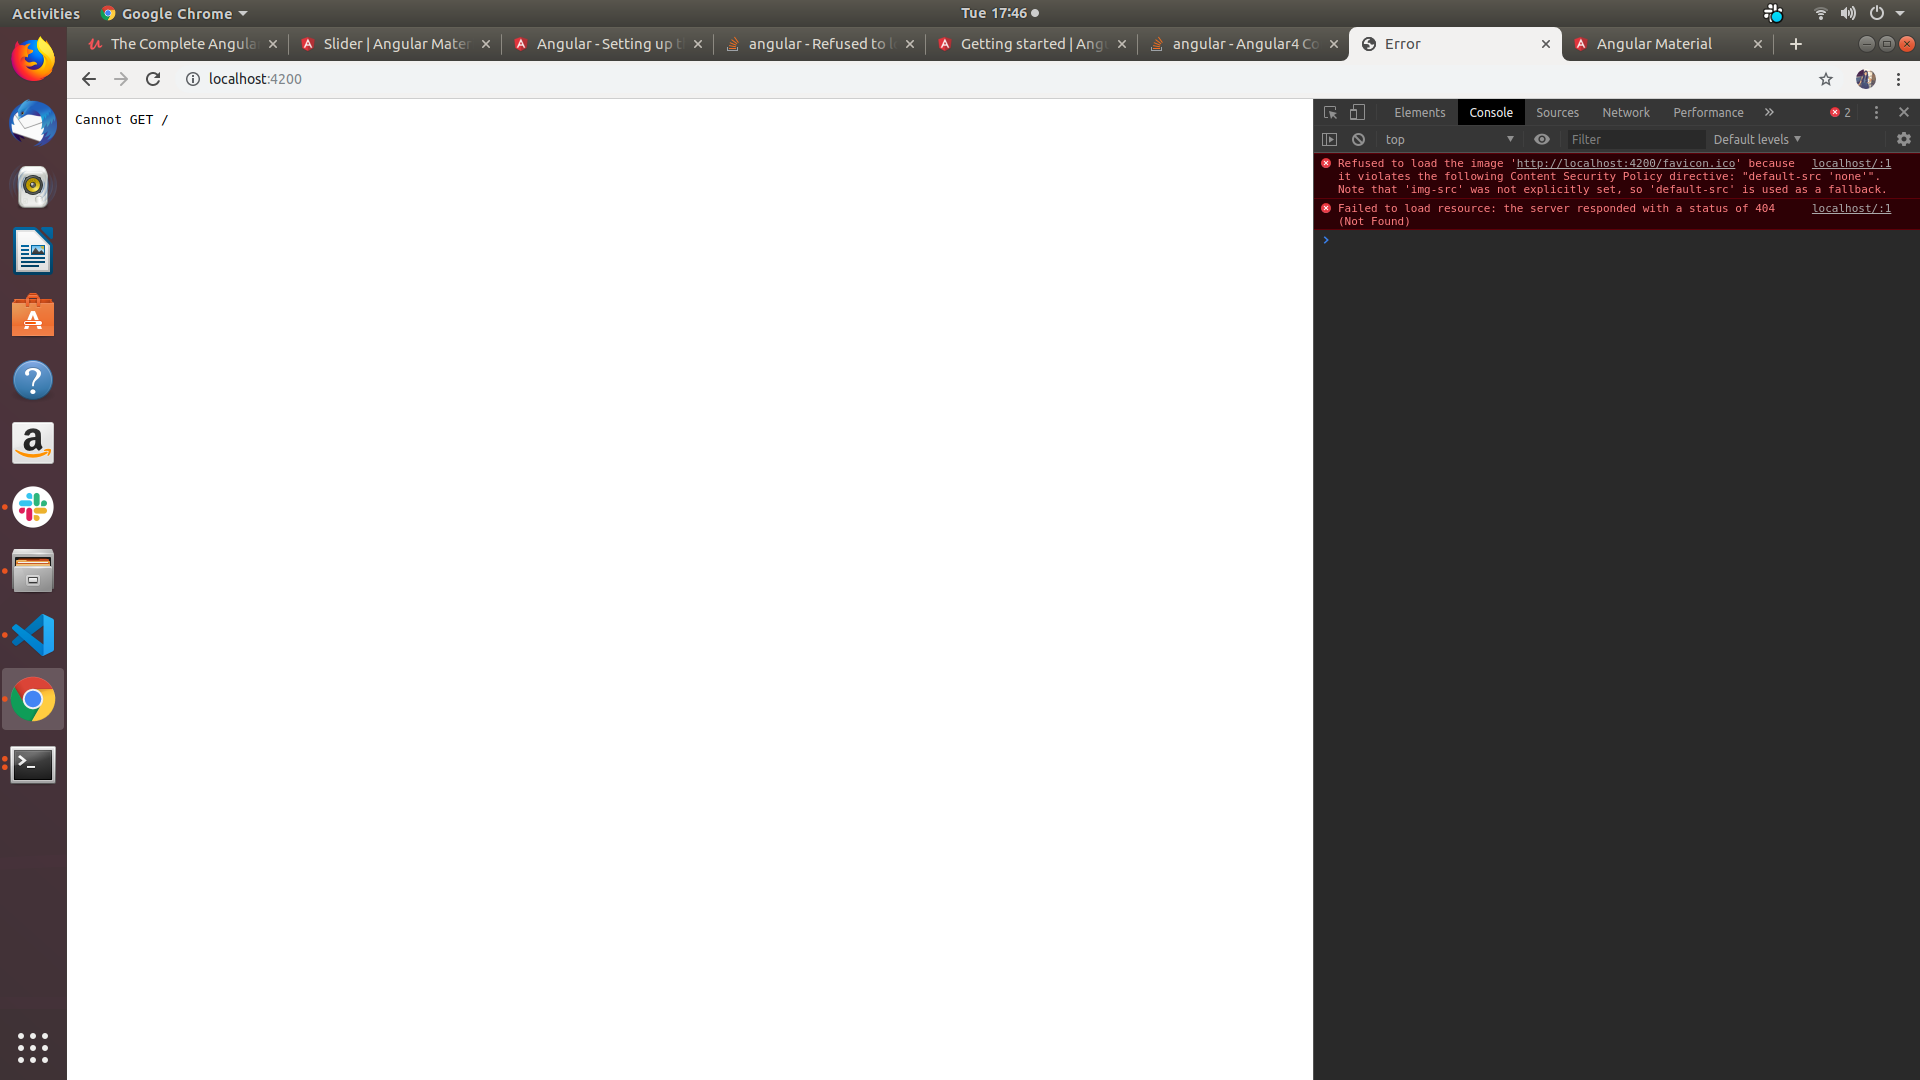 Activities
Google Chrome
Tue 17:46
The Complete Angula
Slider | Angular Mater
Angular - Setting up t
angular - Refused to l
Getting started | Angu
angular - Angular4 Co
Error
Angular Material
localhost:4200
Cannot GET /
Elements
Console
Sources
Network
Performance
2
top
Filter
Default levels
Refused to load the image 'http://localhost:4200/favicon.ico' because localhost/:1
it violates the following Content Security Policy directive: "default-src 'none'".
Note that 'img-src' was not explicitly set, so 'default-src' is used as a fallback.
Failed to load resource: the server responded with a status of 404 localhost/:1
(Not Found)